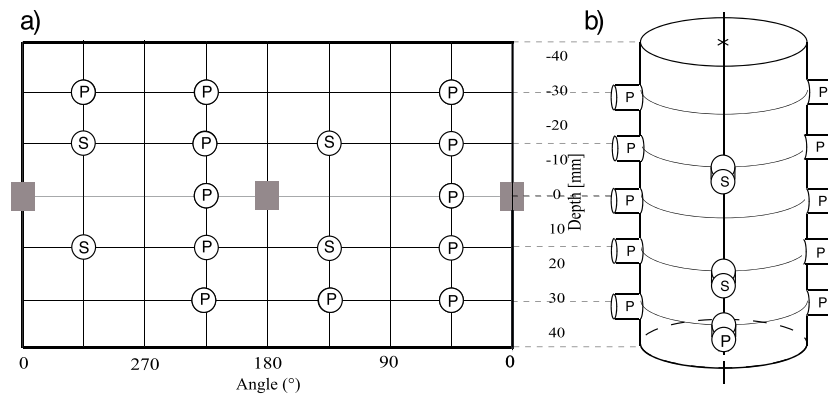 a)
b)
-40
P P P -30 P P
-20
S P S P -10 P P
S
P P 0 P P
Depth [mm]
10
S P S P P P
20
S
P P P 30 P P
40
P
0 270 180 90 0
Angle (°)